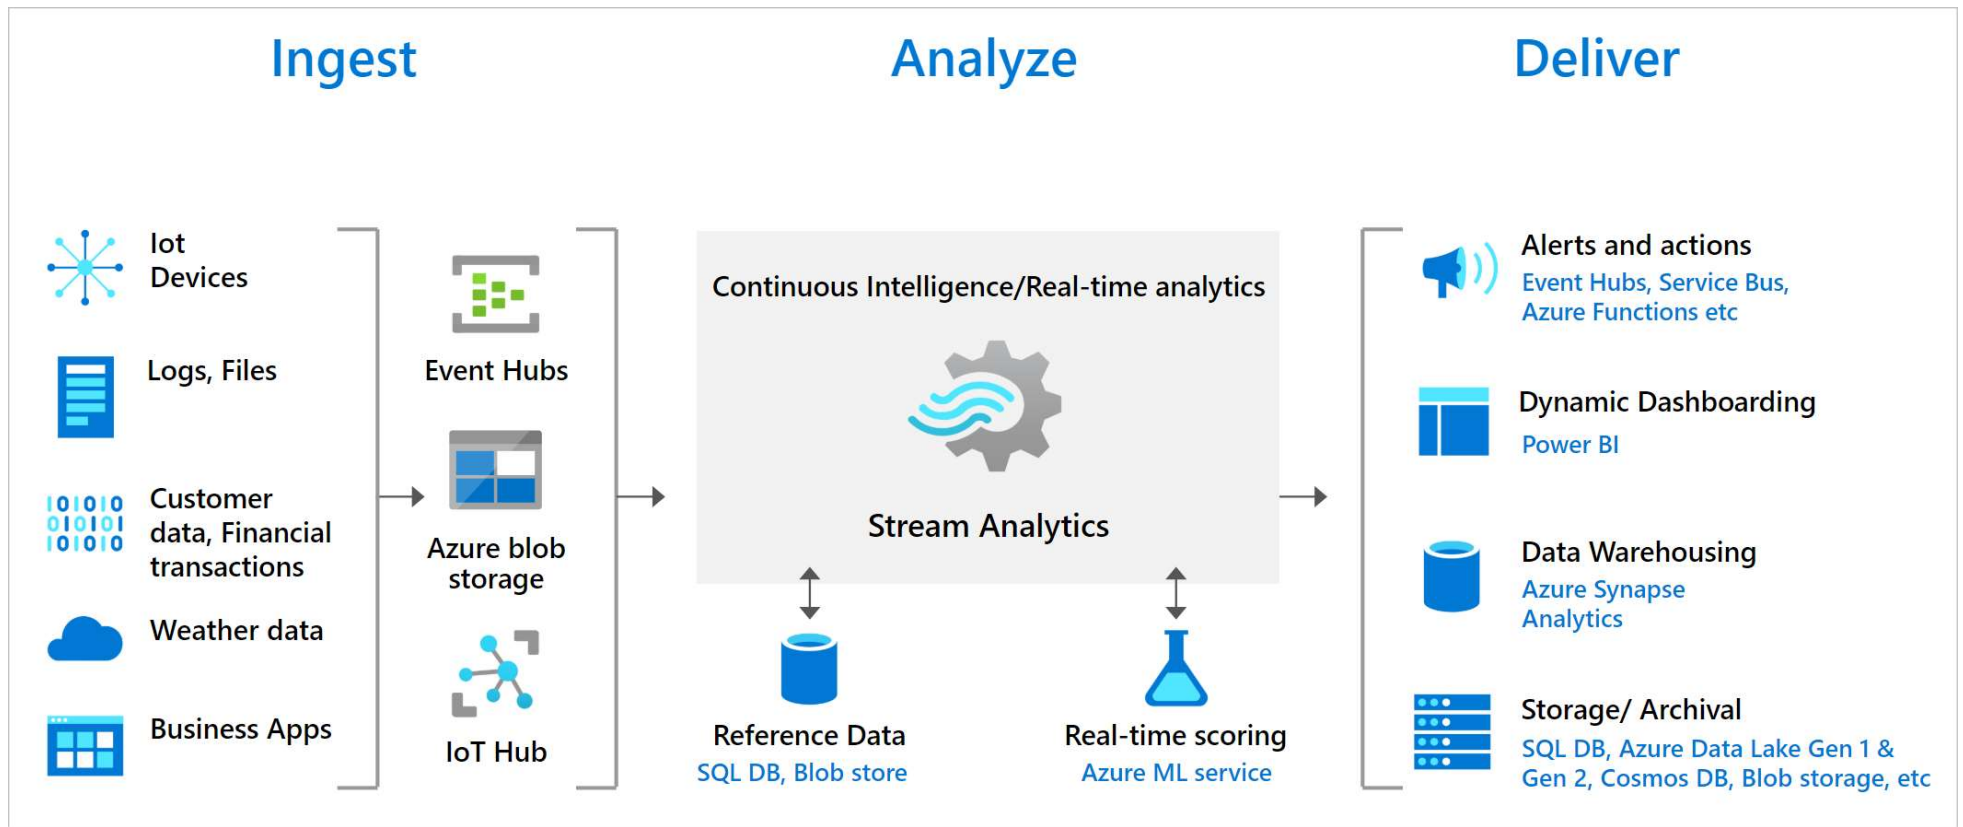 Ingest
Analyze
Deliver
Iot
Devices
Logs, Files
Customer
data, Financial
transactions
Weather data
Business Apps
Event Hubs
Azure blob
storage
IoT Hub
Continuous Intelligence/Real-time analytics
Stream Analytics
Reference Data
SQL DB, Blob store
Real-time scoring
Azure ML service
Alerts and actions
Event Hubs, Service Bus,
Azure Functions etc
Dynamic Dashboarding
Power BI
Data Warehousing
Azure Synapse
Analytics
Storage/ Archival
SQL DB, Azure Data Lake Gen 1 &
Gen 2, Cosmos DB, Blob storage, etc